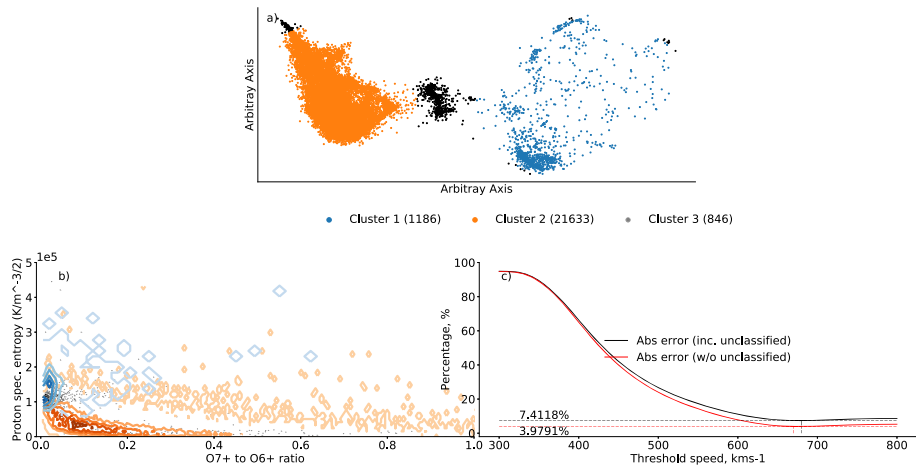 a)
Arbitray Axis
Arbitray Axis
Cluster 1 (1186)
Cluster 2 (21633)
Cluster 3 (846)
1e5
b)
5
4
3
2
1
0
0.0
0.2
0.4
0.6
0.8
1.0
Proton spec. entropy (K/m^-3/2)
O7+ to O6+ ratio
c)
100
80
60
40
20
0
300
400
500
600
700
800
Percentage, %
Threshold speed, kms-1
Abs error (inc. unclassified)
Abs error (w/o unclassified)
7.4118%
3.9791%